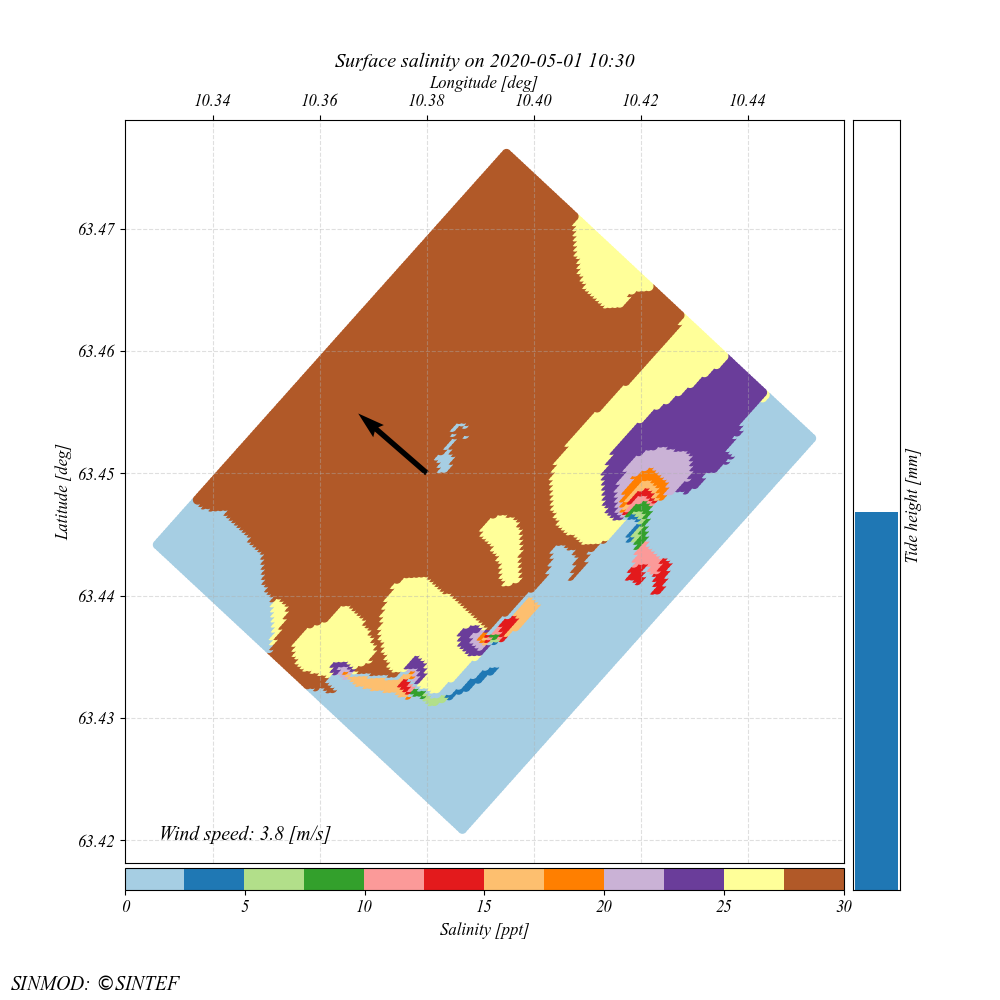 Surface salinity on 2020-05-01 10:30
Longitude [deg]
10.34 10.36 10.38 10.40 10.42 10.44
63.47
63.46
63.45
63.44
63.43
63.42
Latitude [deg]
Tide height [mm]
Wind speed: 3.8 [m/s]
0 5 10 15 20 25 30
Salinity [ppt]
SINMOD: ©SINTEF